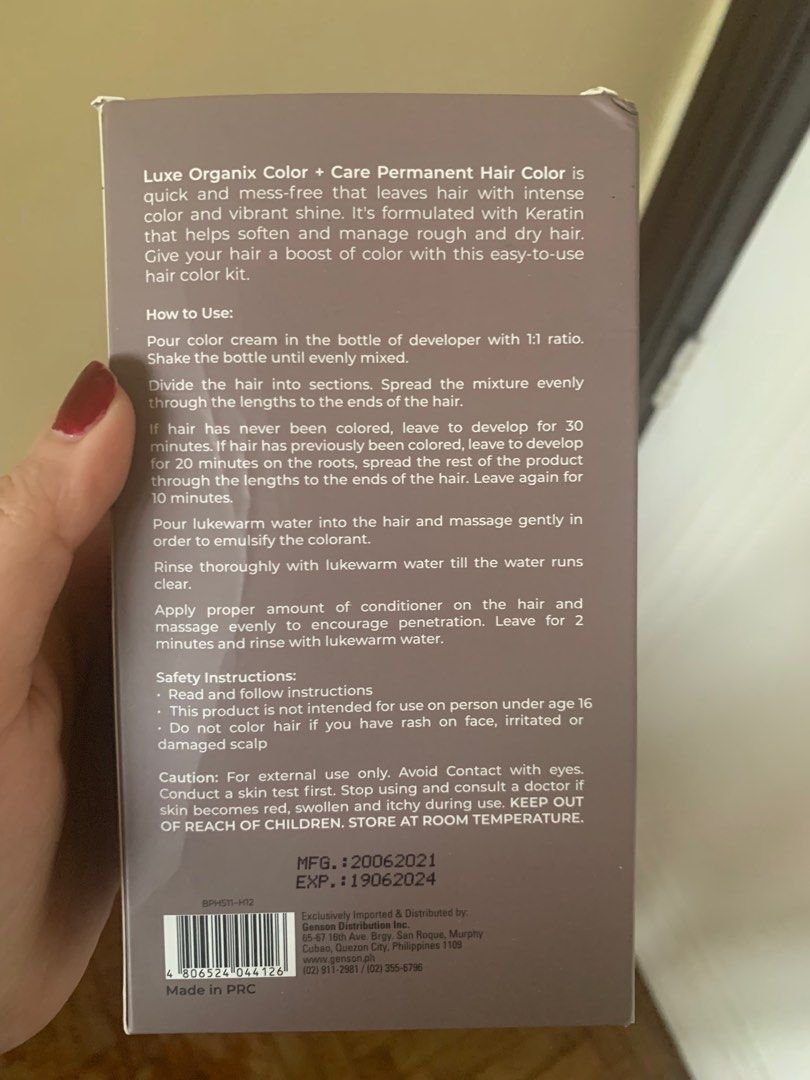 Luxe Organix Color + Care Permanent Hair Color is
quick and mess-free that leaves hair with intense
color and vibrant shine. It's formulated with Keratin
that helps soften and manage rough and dry hair.
Give your hair a boost of color with this easy-to-use
hair color kit.
How to Use:
Pour color cream in the bottle of developer with 1:1 ratio.
Shake the bottle until evenly mixed.
Divide the hair into sections. Spread the mixture evenly
through the lengths to the ends of the hair.
If hair has never been colored, leave to develop for 30
minutes. If hair has previously been colored, leave to develop
for 20 minutes on the roots, spread the rest of the product
through the lengths to the ends of the hair. Leave again for
10 minutes.
Pour lukewarm water into the hair and massage gently in
order to emulsify the colorant.
Rinse thoroughly with lukewarm water till the water runs
clear.
Apply proper amount of conditioner on the hair and
massage evenly to encourage penetration. Leave for 2
minutes and rinse with lukewarm water.
Safety Instructions:
· Read and follow instructions
· This product is not intended for use on person under age 16
· Do not color hair if you have rash on face, irritated or
damaged scalp
Caution: For external use only. Avoid Contact with eyes.
Conduct a skin test first. Stop using and consult a doctor if
skin becomes red, swollen and itchy during use. KEEP OUT
OF REACH OF CHILDREN. STORE AT ROOM TEMPERATURE.
MFG.:20062021
EXP.:19062024
BPHS11-H12
Exclusively Imported & Distributed by:
Genson Distribution Inc.
65-67 16th Ave. Brgy. San Roque, Murphy
Cubao, Quezon City, Philippines 1109
www.genson.ph
(02) 911-2981 / (02) 355-6796
4 806524 044126
Made in PRC